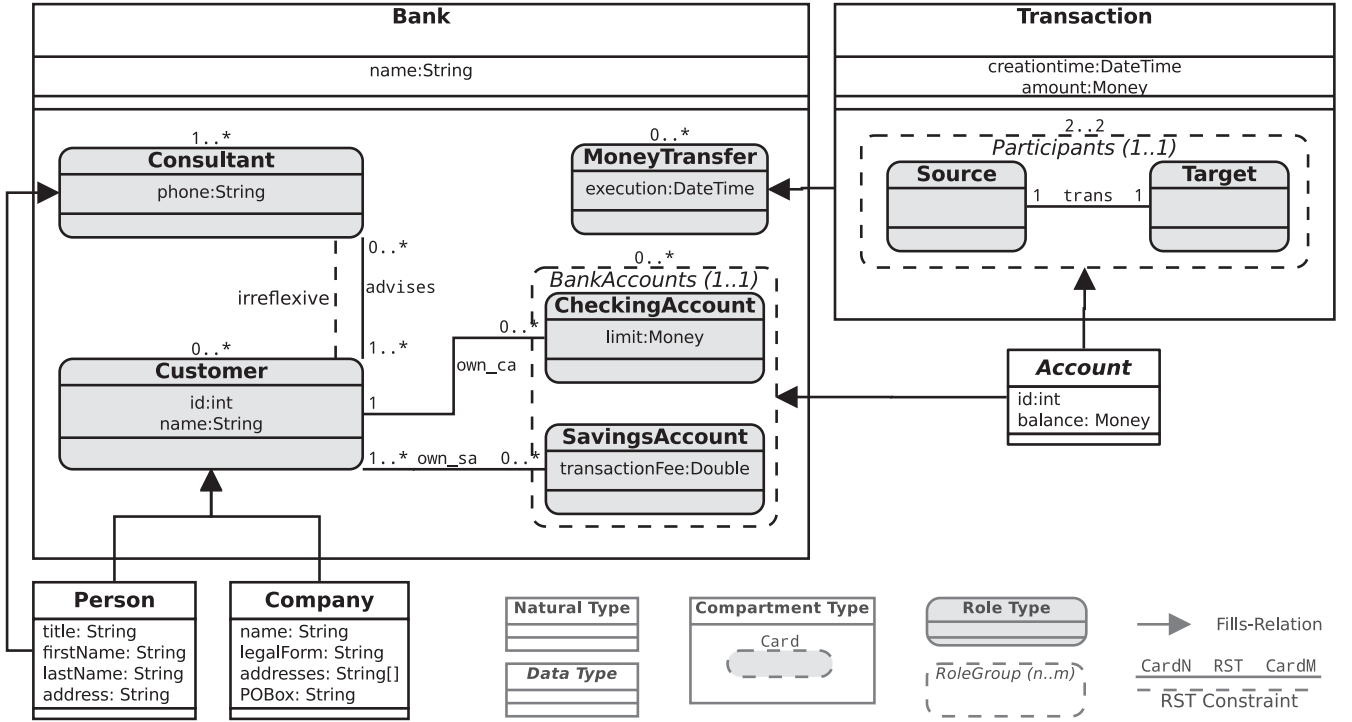 Bank
name:String
Transaction
creationtime:DateTime
amount:Money
1..*
Consultant
phone:String
0..*
MoneyTransfer
execution:DateTime
2..2
Participants (1..1)
Source
1 trans 1
Target
0..*
advises
irreflexive
1..*
0..*
BankAccounts (1..1)
CheckingAccount
limit:Money
0..*
own_ca
1
0..*
Customer
id:int
name:String
1..* own_sa 0..*
SavingsAccount
transactionFee:Double
Account
id:int
balance: Money
Person
title: String
firstName: String
lastName: String
address: String
Company
name: String
legalForm: String
addresses: String[]
POBox: String
Natural Type
Data Type
Compartment Type
Card
Role Type
RoleGroup (n..m)
Fills-Relation
CardN RST CardM
RST Constraint